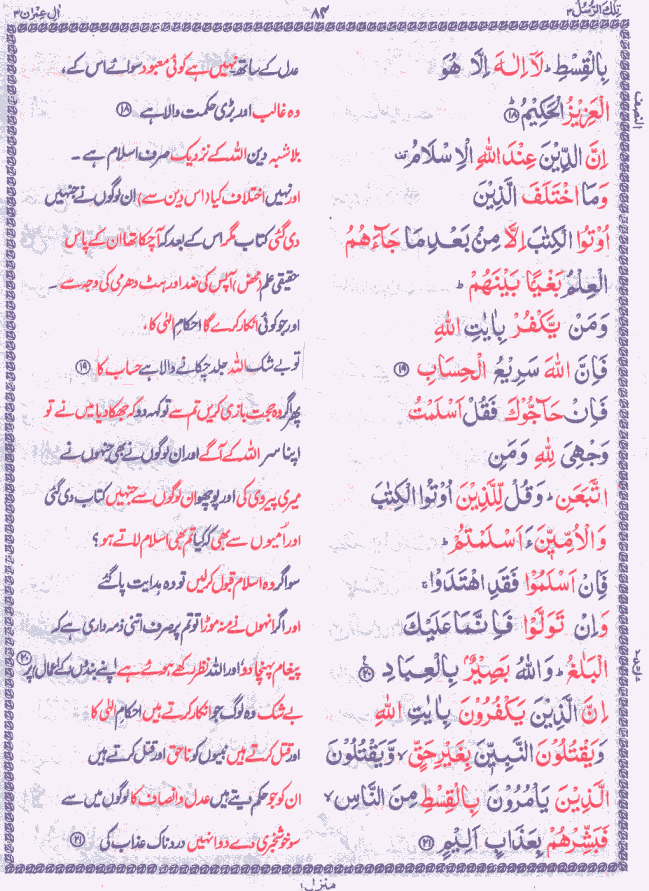 تِلْكَ الرُّسُلُ ۳
۸۴
اٰل عِمْرَان ۳
بِالْقِسْطِ ؕ لَاۤ اِلٰهَ اِلَّا هُوَ
عدل کے ساتھ۔ نہیں ہے کوئی معبود سوائے اس کے،
الْعَزِيْزُ الْحَكِيْمُ ﴿۱۸﴾
وہ غالب اور بڑی حکمت والا ہے ﴿۱۸﴾
اِنَّ الدِّيْنَ عِنْدَ اللّٰهِ الْاِسْلَامُ
بلاشبہ دین اللہ کے نزدیک صرف اسلام ہے۔
وَمَا اخْتَلَفَ الَّذِيْنَ
اور نہیں اختلاف کیا (اس دین سے) ان لوگوں نے جنہیں
اُوْتُوا الْكِتٰبَ اِلَّا مِنْۢ بَعْدِ مَا جَآءَهُمُ
دی گئی کتاب مگر اس کے بعد کہ آچکا تھا ان کے پاس
الْعِلْمُ بَغْيًۢا بَيْنَهُمْ ؕ
حقیقی علم (محض) آپس کی ضد اور ہٹ دھرمی کی وجہ سے۔
وَمَنْ يَّكْفُرْ بِاٰيٰتِ اللّٰهِ
اور جو کوئی انکار کرے گا احکامِ الٰہی کا،
فَاِنَّ اللّٰهَ سَرِيْعُ الْحِسَابِ ﴿۱۹﴾
تو بے شک اللہ جلد چکانے والا ہے حساب کا ﴿۱۹﴾
فَاِنْ حَآجُّوْكَ فَقُلْ اَسْلَمْتُ
پھر اگر وہ حجت بازی کریں تم سے تو کہہ دو کہ جھکا دیا میں نے تو
وَجْهِيَ لِلّٰهِ وَمَنِ
اپنا سر اللہ کے آگے اور ان لوگوں نے بھی جنہوں نے
اتَّبَعَنِ ؕ وَقُلْ لِّلَّذِيْنَ اُوْتُوا الْكِتٰبَ
میری پیروی کی اور پوچھو ان لوگوں سے جنہیں کتاب دی گئی
وَالْاُمِّيّٖنَ ءَاَسْلَمْتُمْ ؕ
اور اُمیوں سے بھی کہ کیا تم بھی اسلام لاتے ہو؟
فَاِنْ اَسْلَمُوْا فَقَدِ اهْتَدَوْا ۚ
سو اگر وہ اسلام قبول کرلیں تو وہ ہدایت پا گئے
وَاِنْ تَوَلَّوْا فَاِنَّمَا عَلَيْكَ
اور اگر انہوں نے منہ موڑا تو تم پر صرف اتنی ذمہ داری ہے کہ
الْبَلٰغُ ؕ وَاللّٰهُ بَصِيْرٌۢ بِالْعِبَادِ ﴿۲۰﴾
پیغام پہنچا دو اور اللہ نظر رکھے ہوئے ہے اپنے بندوں کے اعمال پر ﴿۲۰﴾
اِنَّ الَّذِيْنَ يَكْفُرُوْنَ بِاٰيٰتِ اللّٰهِ
بے شک وہ لوگ جو انکار کرتے ہیں احکامِ الٰہی کا
وَيَقْتُلُوْنَ النَّبِيّٖنَ بِغَيْرِ حَقٍّ ۙ وَّيَقْتُلُوْنَ
اور قتل کرتے ہیں نبیوں کو ناحق اور قتل کرتے ہیں
الَّذِيْنَ يَاْمُرُوْنَ بِالْقِسْطِ مِنَ النَّاسِ ۙ
ان کو جو حکم دیتے ہیں عدل و انصاف کا لوگوں میں سے
فَبَشِّرْهُمْ بِعَذَابٍ اَلِيْمٍ ﴿۲۱﴾
سو خوشخبری دے دو انہیں دردناک عذاب کی ﴿۲۱﴾
منزل ۱